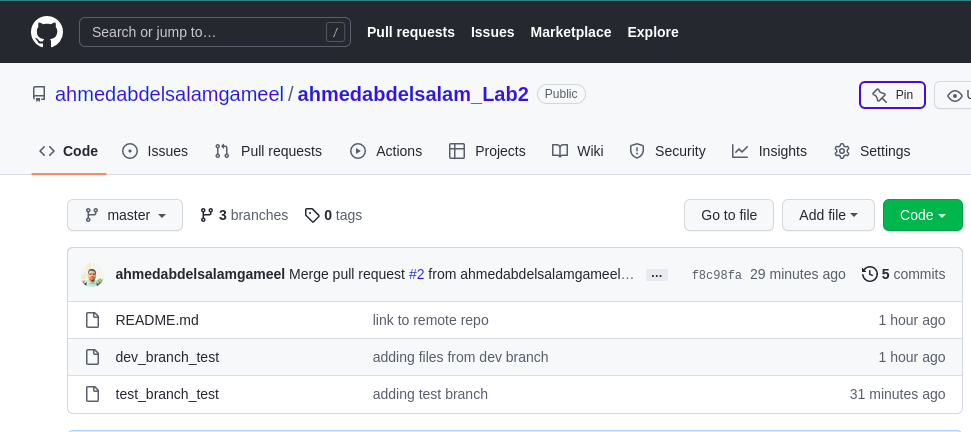 Search or jump to… / Pull requests Issues Marketplace Explore
ahmedabdelsalamgameel / ahmedabdelsalam_Lab2 Public Pin
Code Issues Pull requests Actions Projects Wiki Security Insights Settings
master 3 branches 0 tags Go to file Add file Code
ahmedabdelsalamgameel Merge pull request #2 from ahmedabdelsalamgameel… ... f8c98fa 29 minutes ago 5 commits
README.md link to remote repo 1 hour ago
dev_branch_test adding files from dev branch 1 hour ago
test_branch_test adding test branch 31 minutes ago